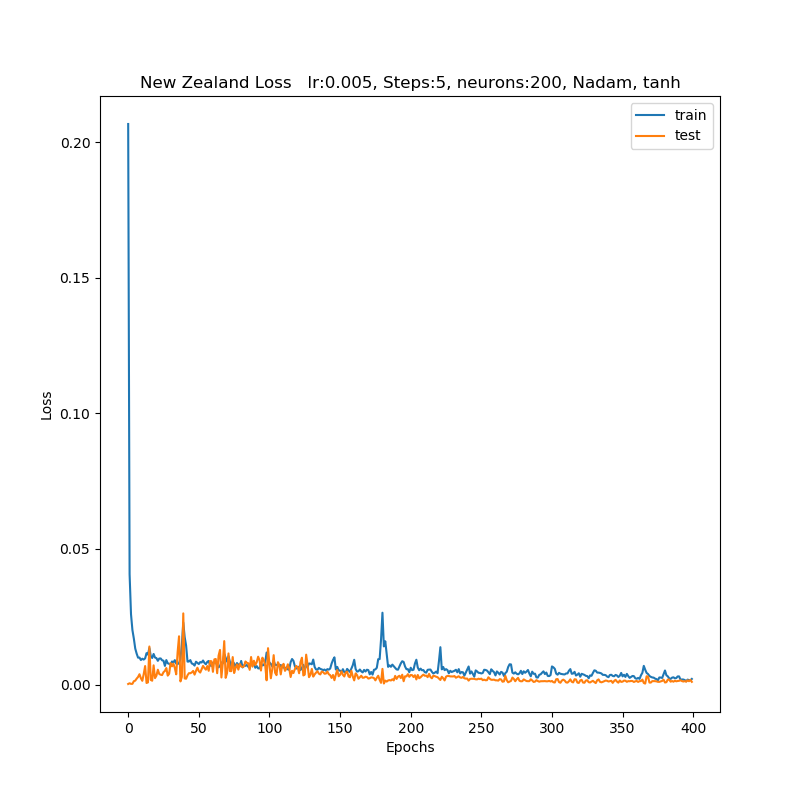 New Zealand Loss   lr:0.005, Steps:5, neurons:200, Nadam, tanh
train
test
0.20
0.15
0.10
0.05
0.00
Loss
0 50 100 150 200 250 300 350 400
Epochs